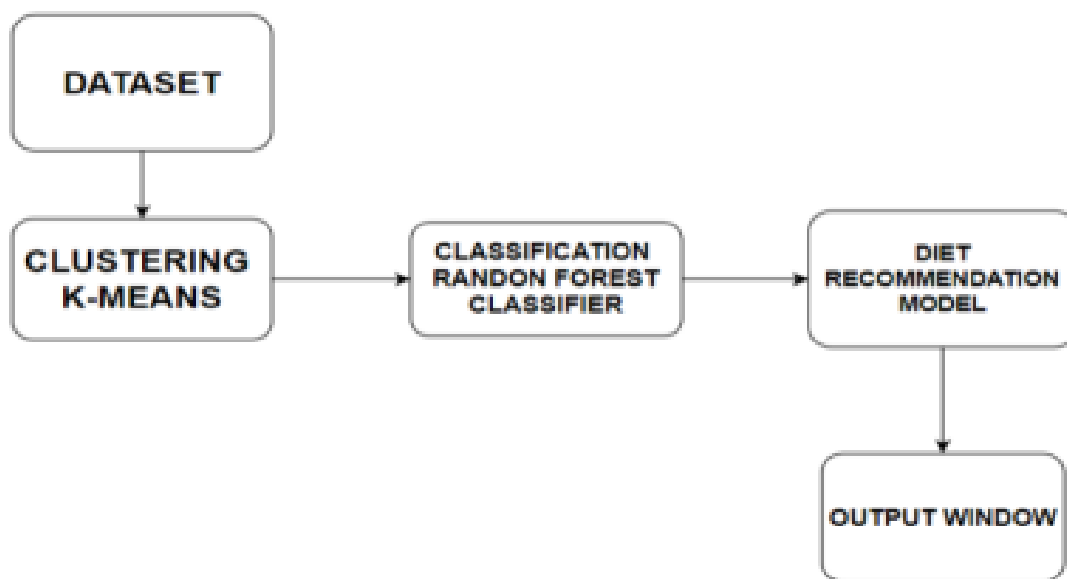 DATASET
CLUSTERING
K-MEANS
CLASSIFICATION
RANDON FOREST
CLASSIFIER
DIET
RECOMMENDATION
MODEL
OUTPUT WINDOW